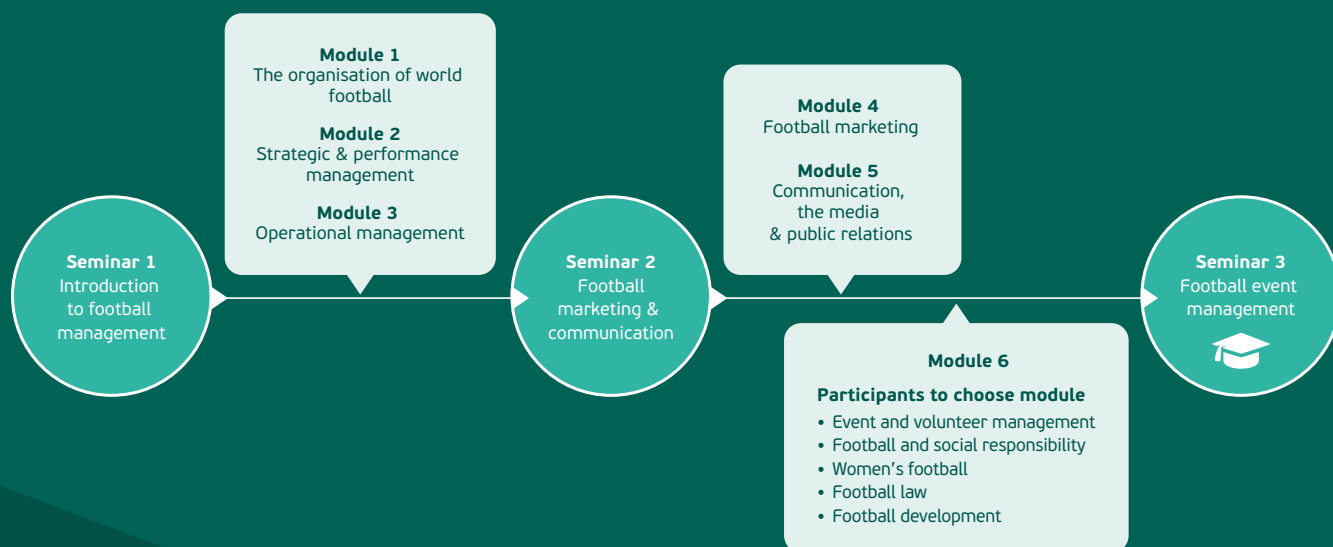 Seminar 1
Introduction
to football
management
Module 1
The organisation of world
football
Module 2
Strategic & performance
management
Module 3
Operational management
Seminar 2
Football
marketing &
communication
Module 4
Football marketing
Module 5
Communication,
the media
& public relations
Module 6
Participants to choose module
• Event and volunteer management
• Football and social responsibility
• Women's football
• Football law
• Football development
Seminar 3
Football event
management